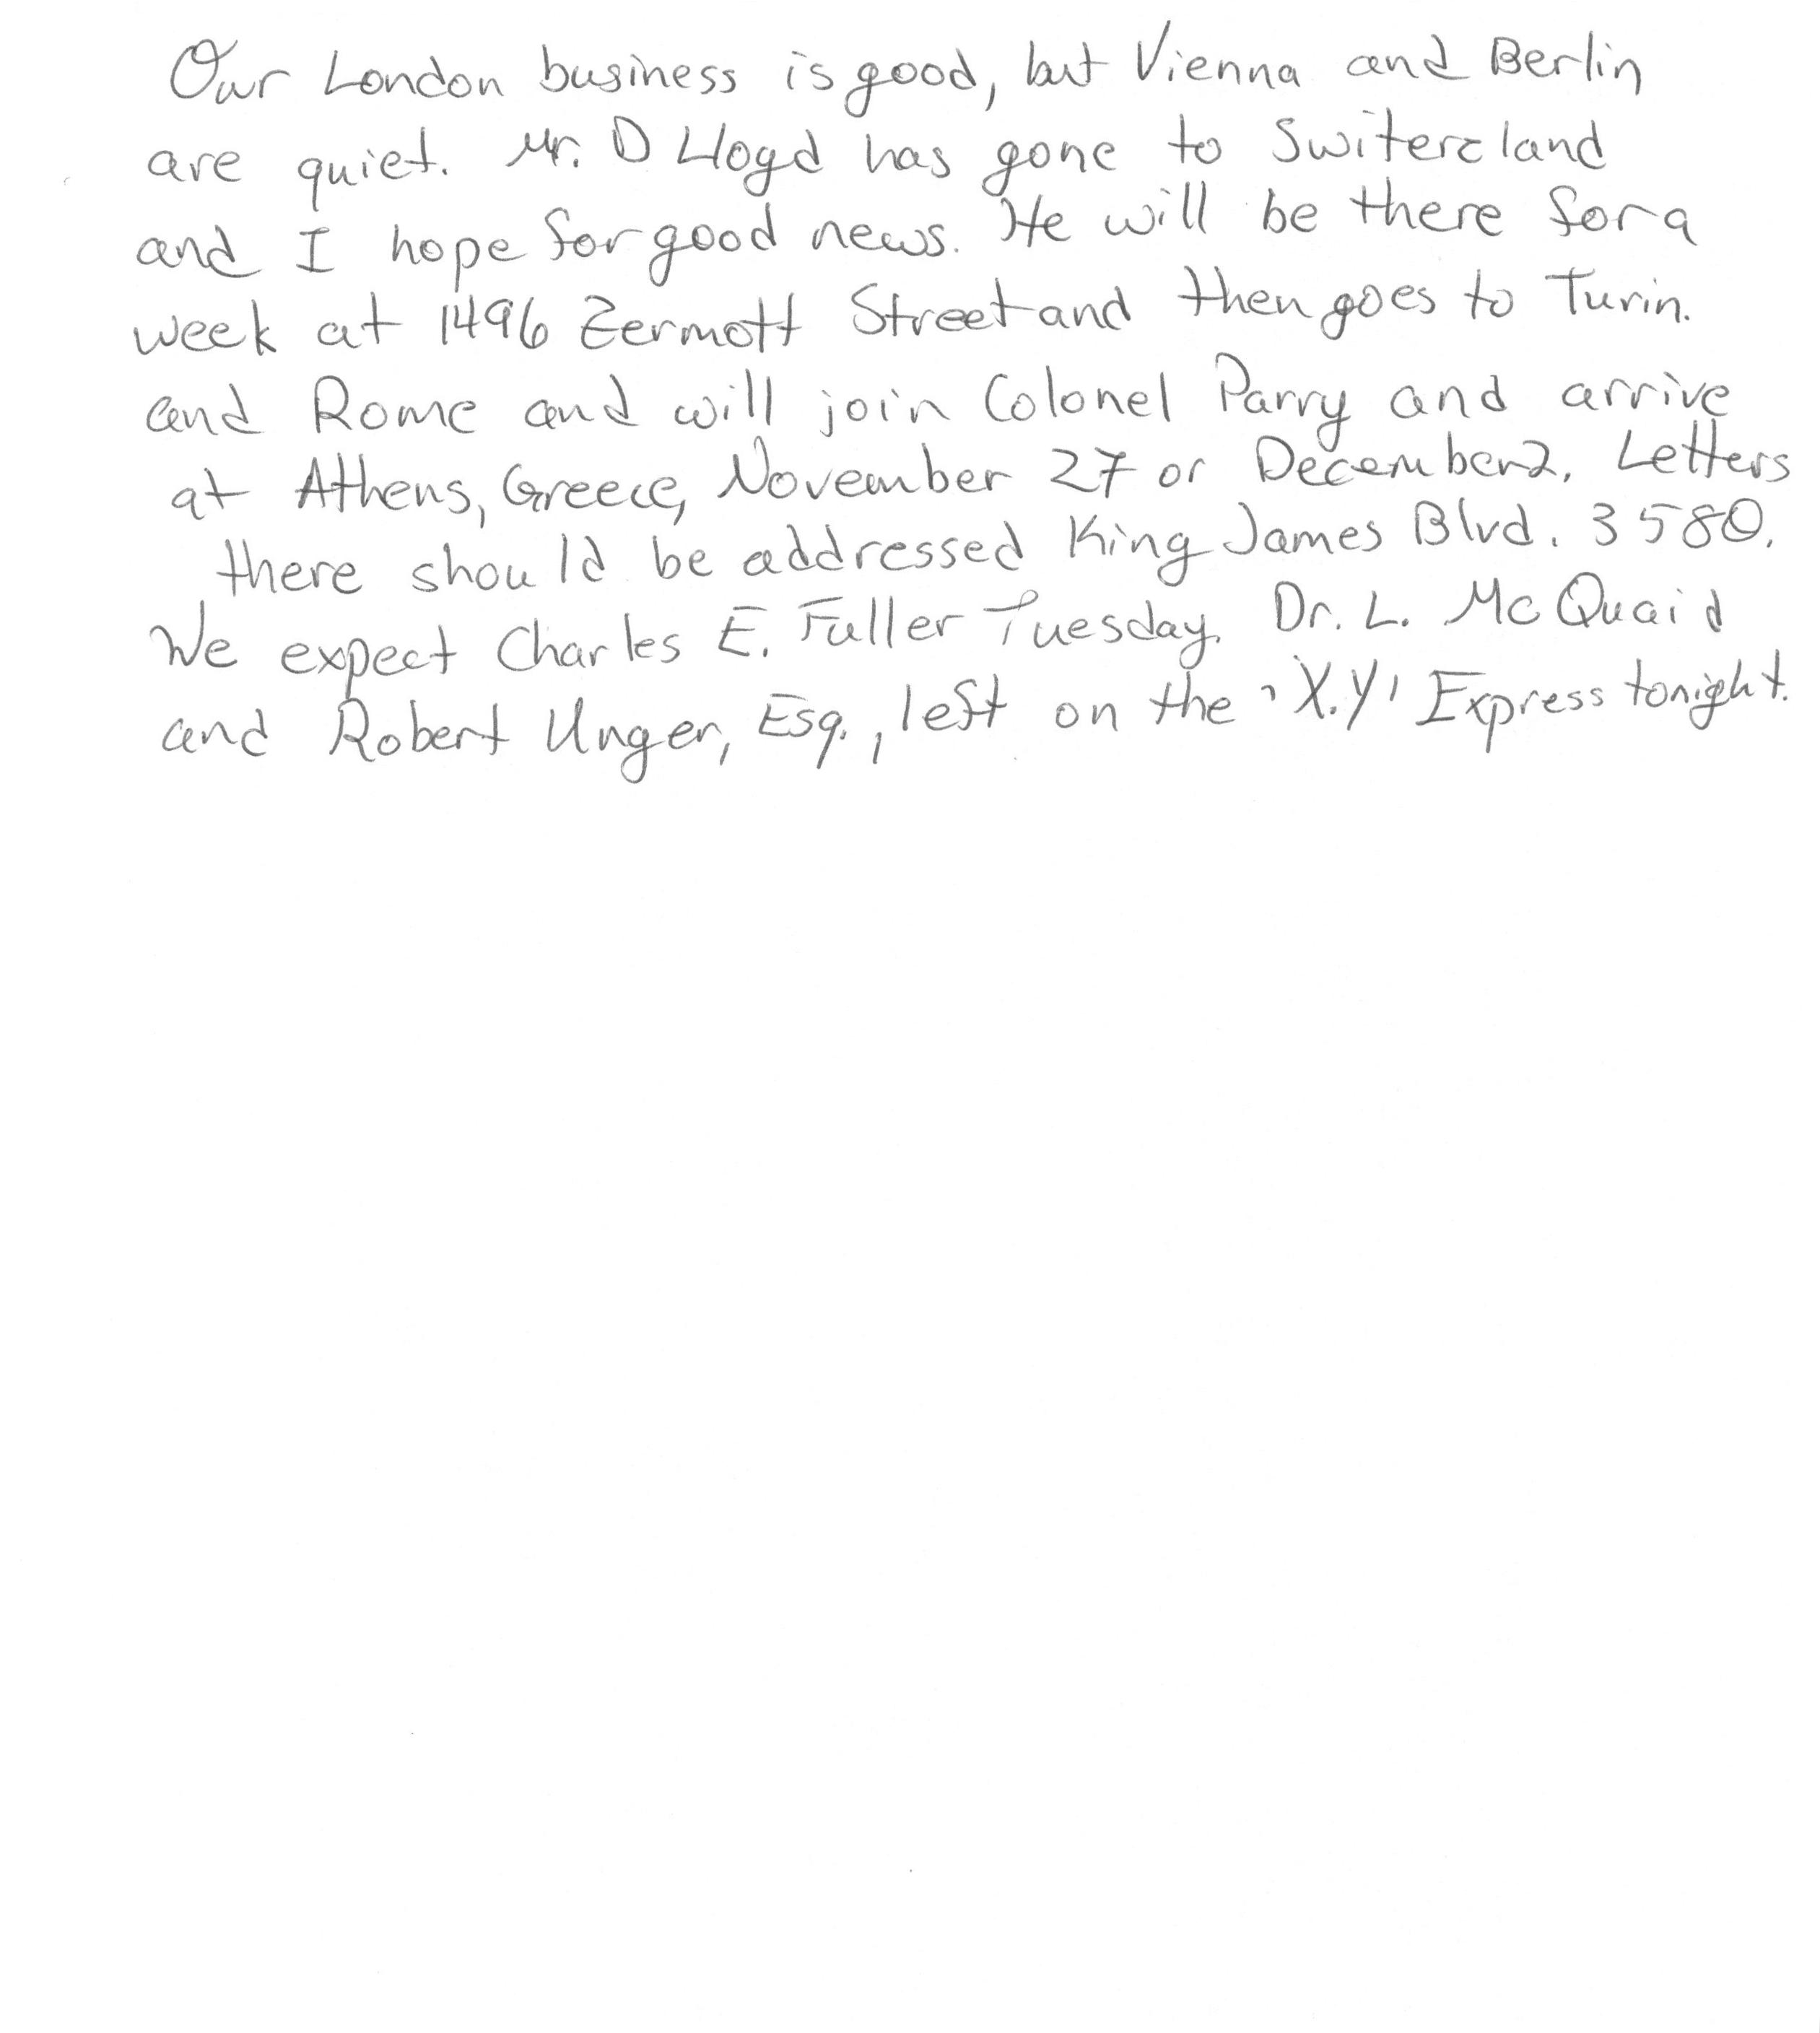 Our London business is good, but Vienna and Berlin
are quiet. Mr. D Lloyd has gone to Switerzland
and I hope for good news. He will be there for a
week at 1496 Zermott Street and then goes to Turin.
and Rome and will join Colonel Parry and arrive
at Athens, Greece, November 27 or December 2. Letters
there should be addressed King James Blvd. 3580.
We expect Charles E. Fuller Tuesday. Dr. L. McQuaid
and Robert Unger, Esq., left on the 'X.Y' Express tonight.